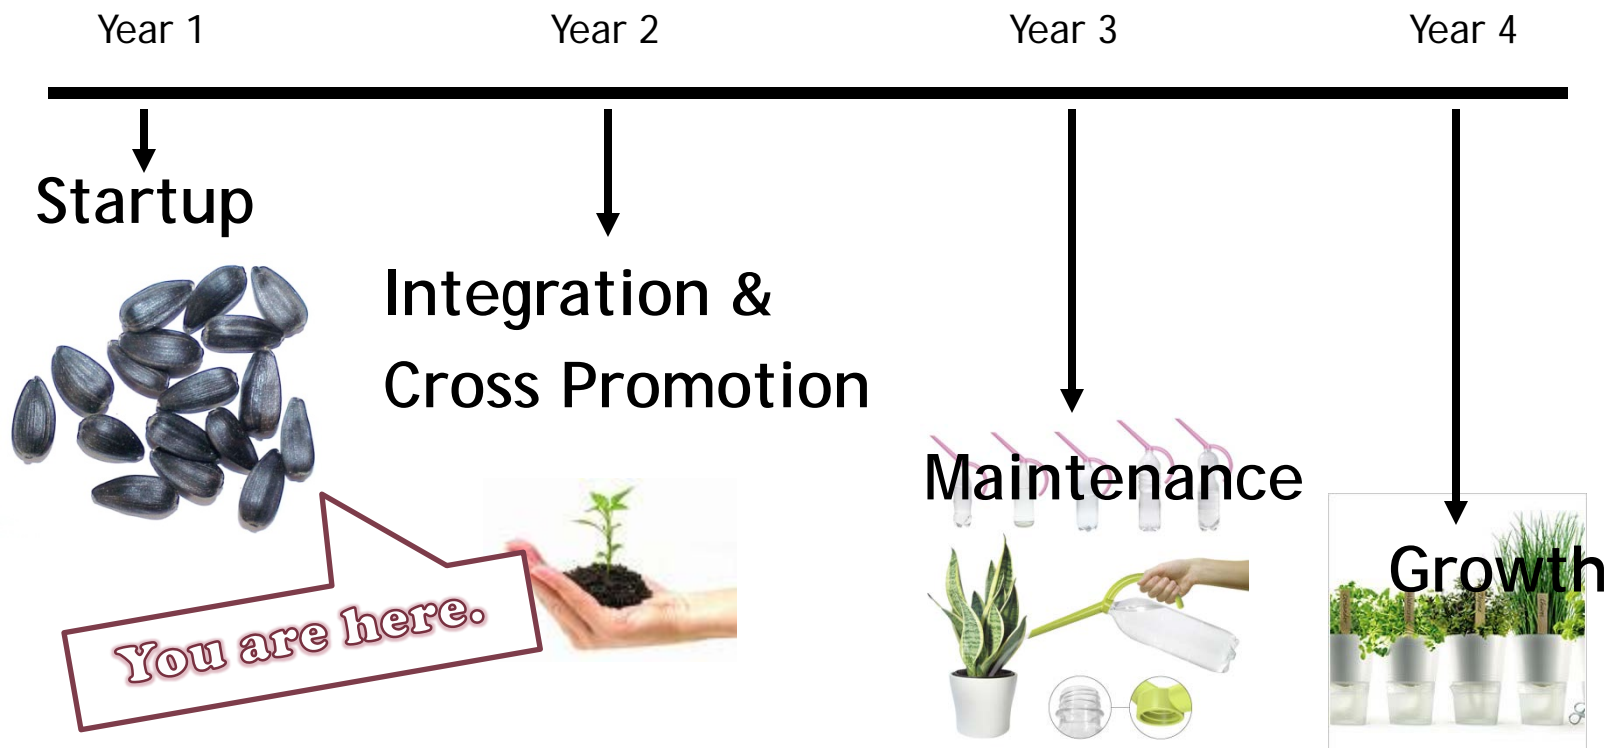 Year 1
Year 2
Year 3
Year 4
Startup
Integration &
Cross Promotion
Maintenance
Growth
You are here.